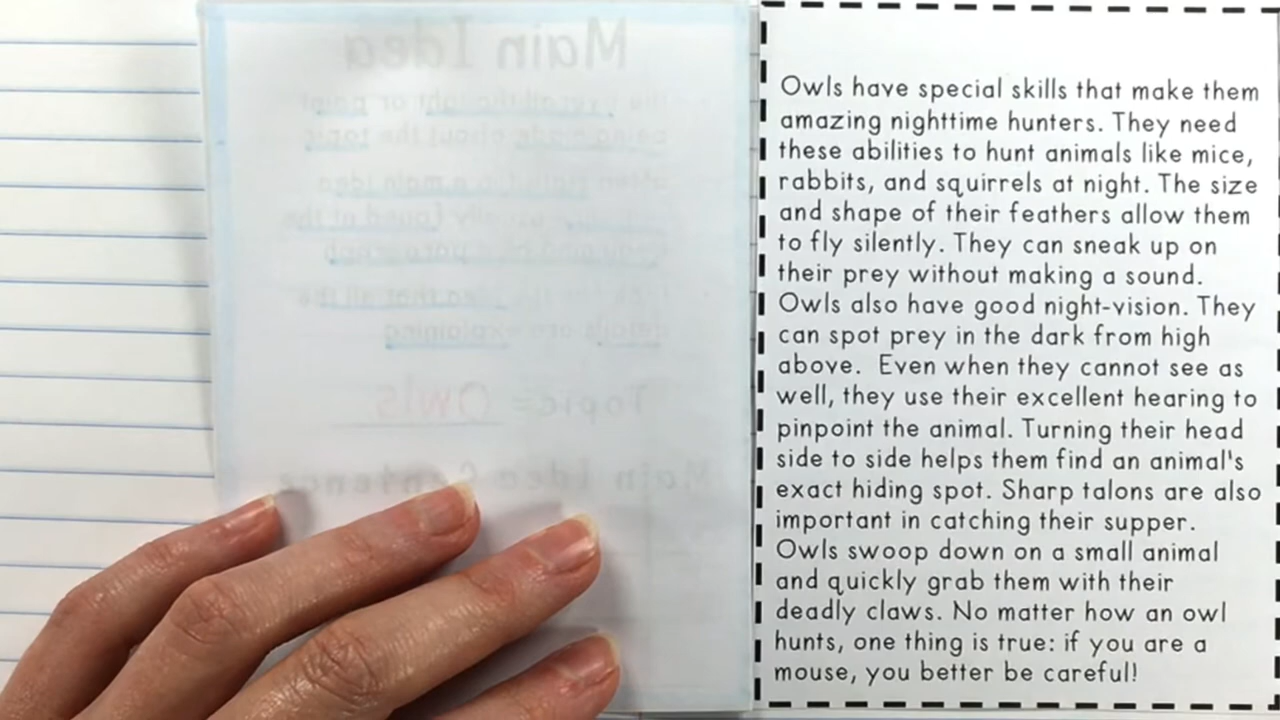 Main Idea
Topic= Owls
Main Idea Sentence
Owls have special skills that make them
amazing nighttime hunters. They need
these abilities to hunt animals like mice,
rabbits, and squirrels at night. The size
and shape of their feathers allow them
to fly silently. They can sneak up on
their prey without making a sound.
Owls also have good night-vision. They
can spot prey in the dark from high
above. Even when they cannot see as
well, they use their excellent hearing to
pinpoint the animal. Turning their head
side to side helps them find an animal's
exact hiding spot. Sharp talons are also
important in catching their supper.
Owls swoop down on a small animal
and quickly grab them with their
deadly claws. No matter how an owl
hunts, one thing is true: if you are a
mouse, you better be careful!